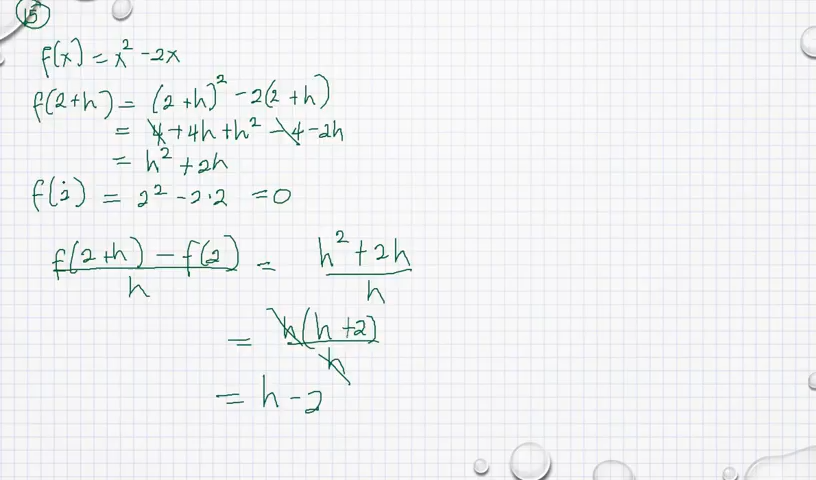 15
f(x) = x² - 2x
f(2+h) = (2+h)² - 2(2+h)
= 4 + 4h + h² - 4 - 2h
= h² + 2h
f(2) = 2² - 2·2 = 0
f(2+h) - f(2) / h = h² + 2h / h
= h(h+2) / h
= h - 2